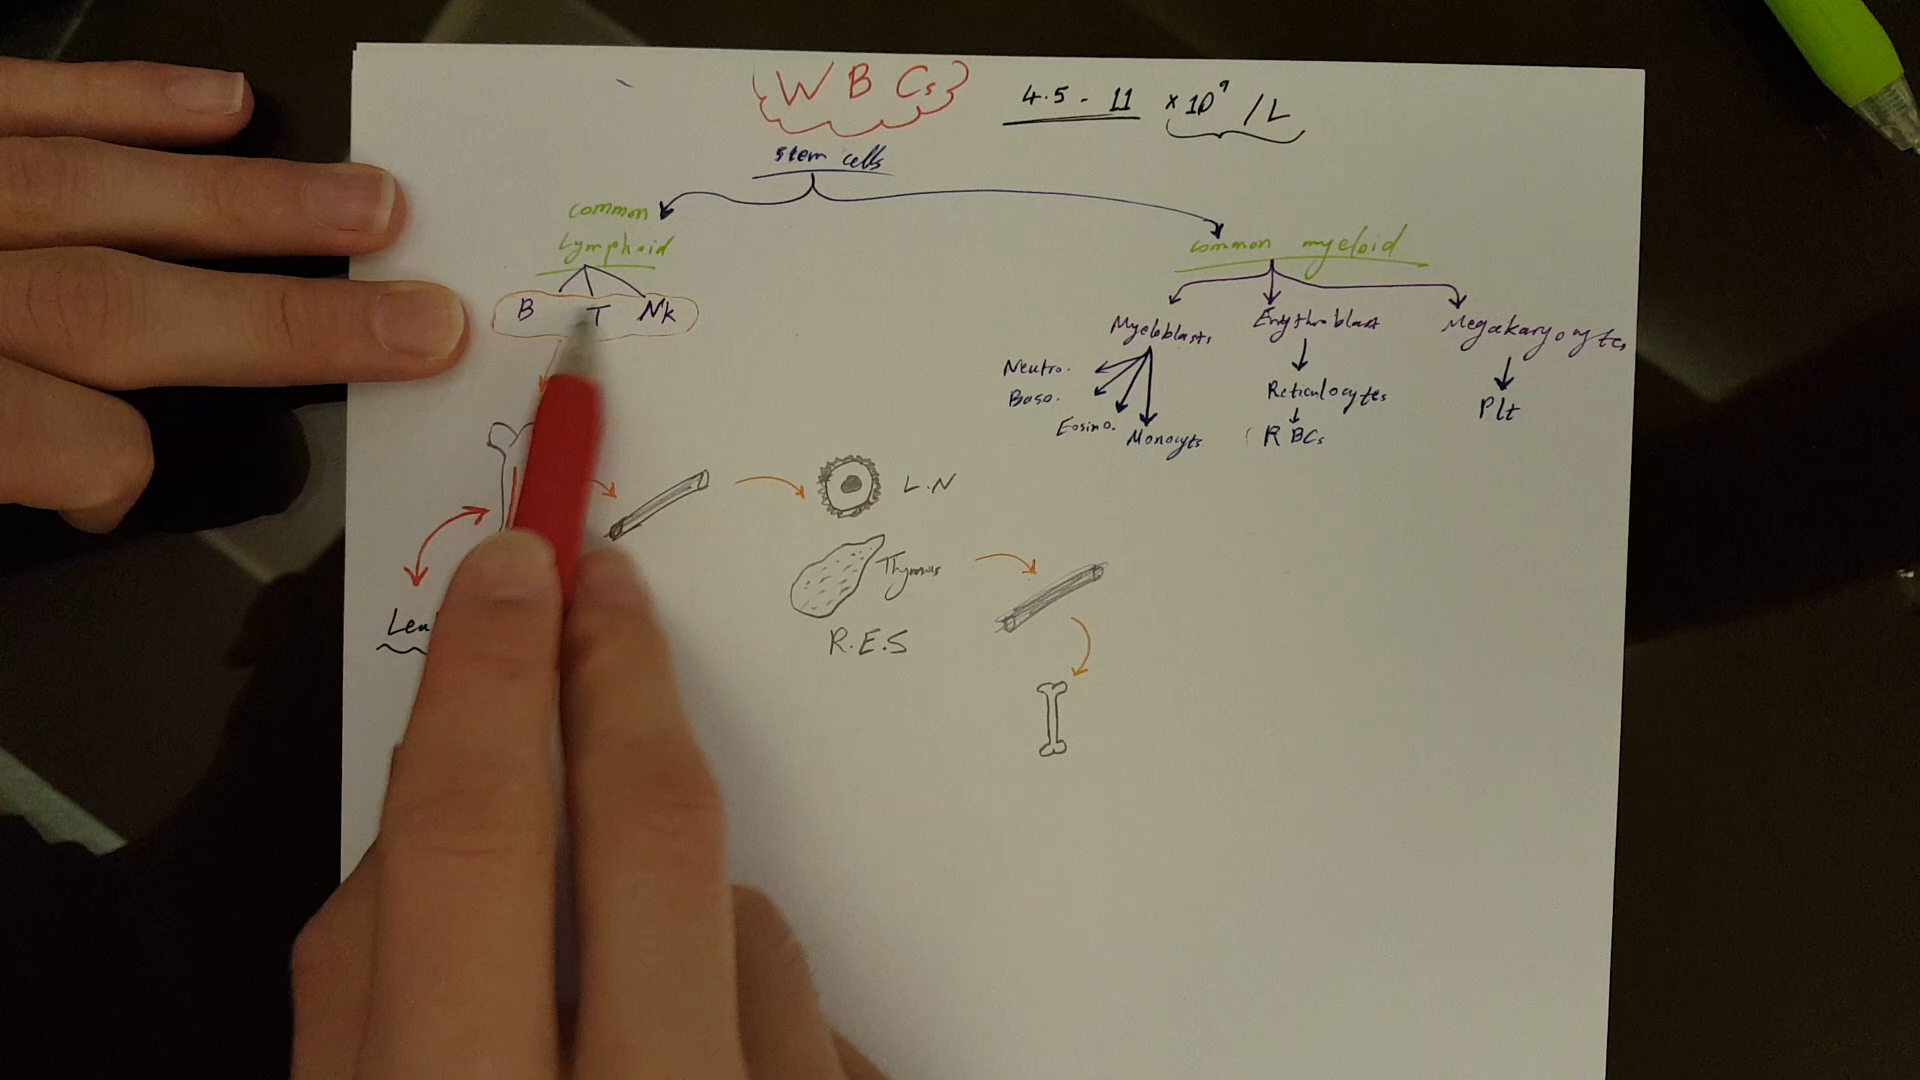 WBCs 4.5 - 11 x10⁹ /L
stem cells
common
Lymphoid
common myeloid
B T Nk
Myeloblasts
Erythroblast
Megakaryocytes
Neutro.
Baso.
Eosino.
Monocyts
Reticulocytes
RBCs
Plt
L.N
Thymus
R.E.S